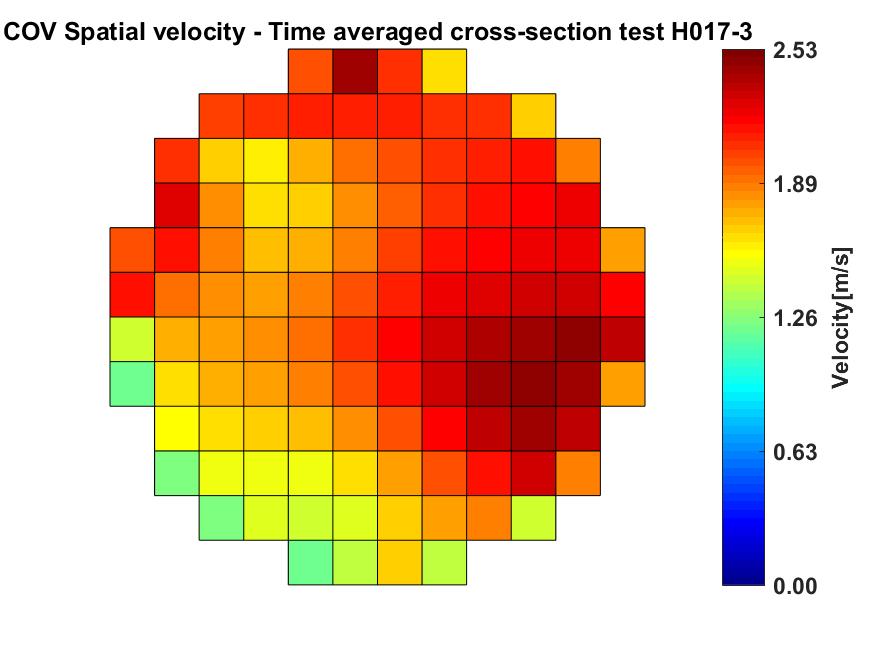 COV Spatial velocity - Time averaged cross-section test H017-3
2.53
1.89
1.26
0.63
0.00
Velocity[m/s]